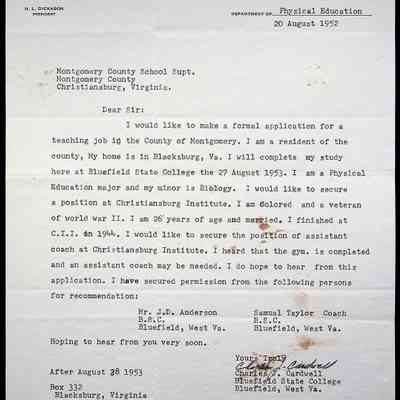 H. L. DICKASON
PRESIDENT
DEPARTMENT OF Physical Education
20 August 1952
Montgomery County School Supt.
Montgomery County
Christiansburg, Virginia.
Dear Sir:
I would like to make a formal application for a
teaching job in the County of Montgomery. I am a resident of the
county, My home is in Blacksburg, Va. I will complete my study
here at Bluefield State College the 27 August 1953. I am a Physical
Education major and my minor is Biology. I would like to secure
a position at Christiansburg Institute. I am Colored and a veteran
of world war II. I am 26 years of age and married. I finished at
C.I.I. in 1944. I would like to secure the position of assistant
coach at Christiansburg Institute. I heard that the gym. is completed
and an assistant coach may be needed. I do hope to hear from this
application. I have secured permission from the following persons
for recommendation:
Mr. J.D. Anderson Samuel Taylor Coach
B.S.C. B.S.C.
Bluefield, West Va. Bluefield, West Va.
Hoping to hear from you very soon.
Yours Truly
Charles J. Cardwell
After August 28 1953 Charles J. Cardwell
Bluefield State College
Box 332 Bluefield, West Va.
Blacksburg, Virginia